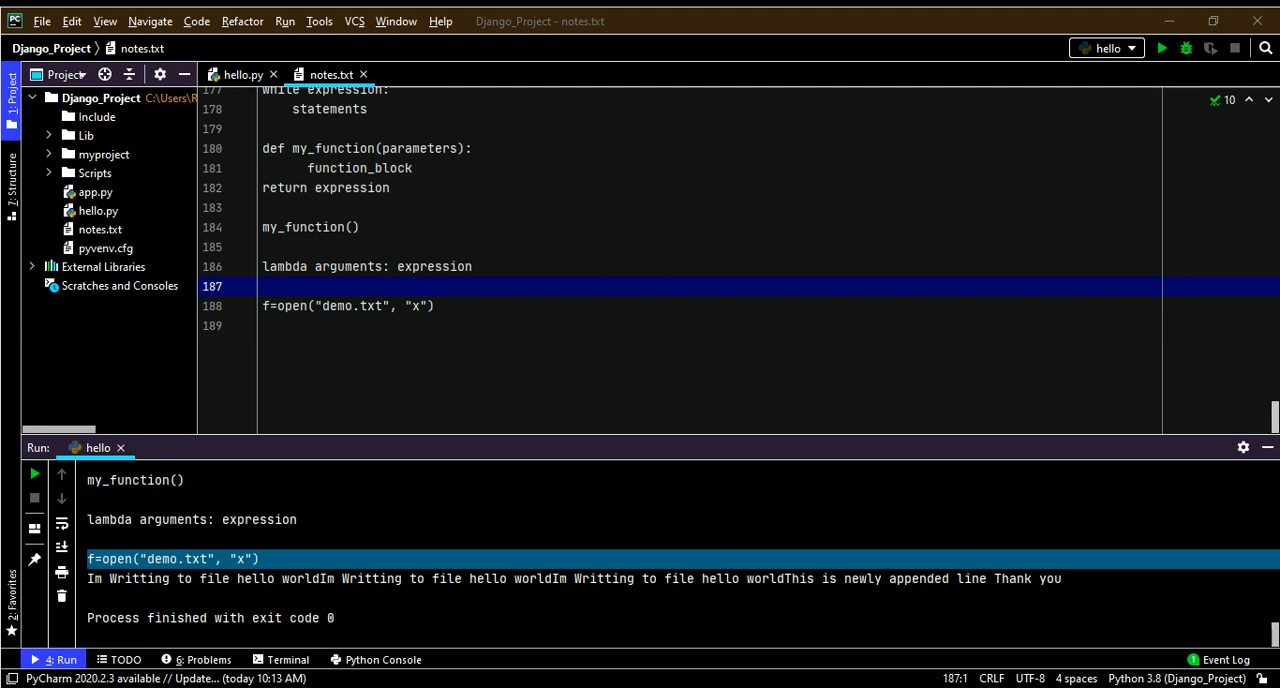 PC File Edit View Navigate Code Refactor Run Tools VCS Window Help Django_Project - notes.txt
Django_Project notes.txt hello
1: Project
7: Structure
2: Favorites
Project
Django_Project C:\Users\R
Include
Lib
myproject
Scripts
app.py
hello.py
notes.txt
pyvenv.cfg
External Libraries
Scratches and Consoles
hello.py notes.txt
10
177 while expression:
178 statements
179
180 def my_function(parameters):
181 function_block
182 return expression
183
184 my_function()
185
186 lambda arguments: expression
187
188 f=open("demo.txt", "x")
189
Run: hello
my_function()
lambda arguments: expression
f=open("demo.txt", "x")
Im Writting to file hello worldIm Writting to file hello worldIm Writting to file hello worldThis is newly appended line Thank you
Process finished with exit code 0
4: Run TODO 6: Problems Terminal Python Console 1 Event Log
PyCharm 2020.2.3 available // Update... (today 10:13 AM) 187:1 CRLF UTF-8 4 spaces Python 3.8 (Django_Project)